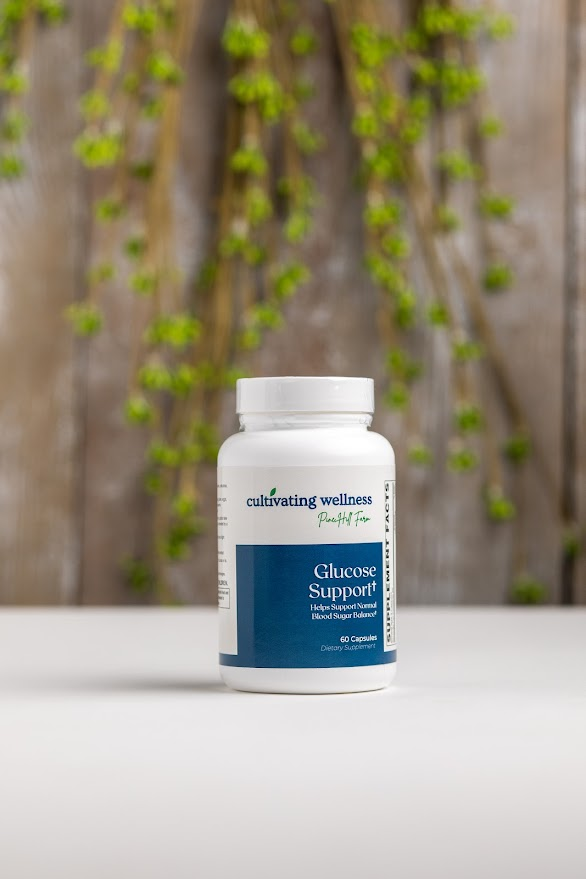 cultivating wellness
Pine Hill Farm
Glucose
Support†
Helps Support Normal
Blood Sugar Balance‡
60 Capsules
Dietary Supplement
SUPPLEMENT FACTS